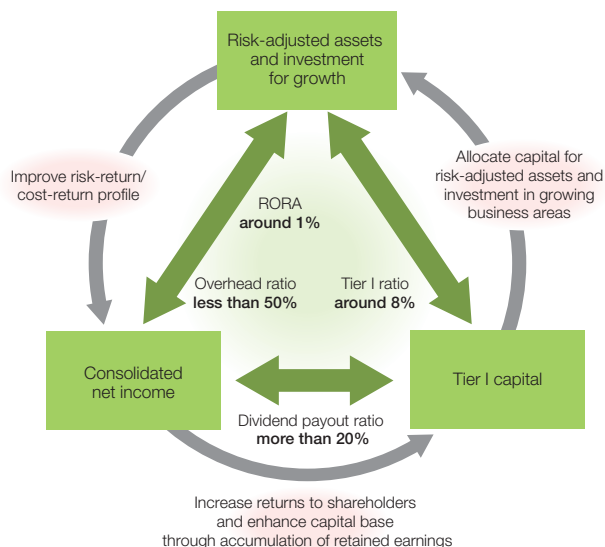 Risk-adjusted assets
and investment
for growth
Improve risk-return/
cost-return profile
Allocate capital for
risk-adjusted assets and
investment in growing
business areas
RORA
around 1%
Overhead ratio
less than 50%
Tier I ratio
around 8%
Consolidated
net income
Tier I capital
Dividend payout ratio
more than 20%
Increase returns to shareholders
and enhance capital base
through accumulation of retained earnings